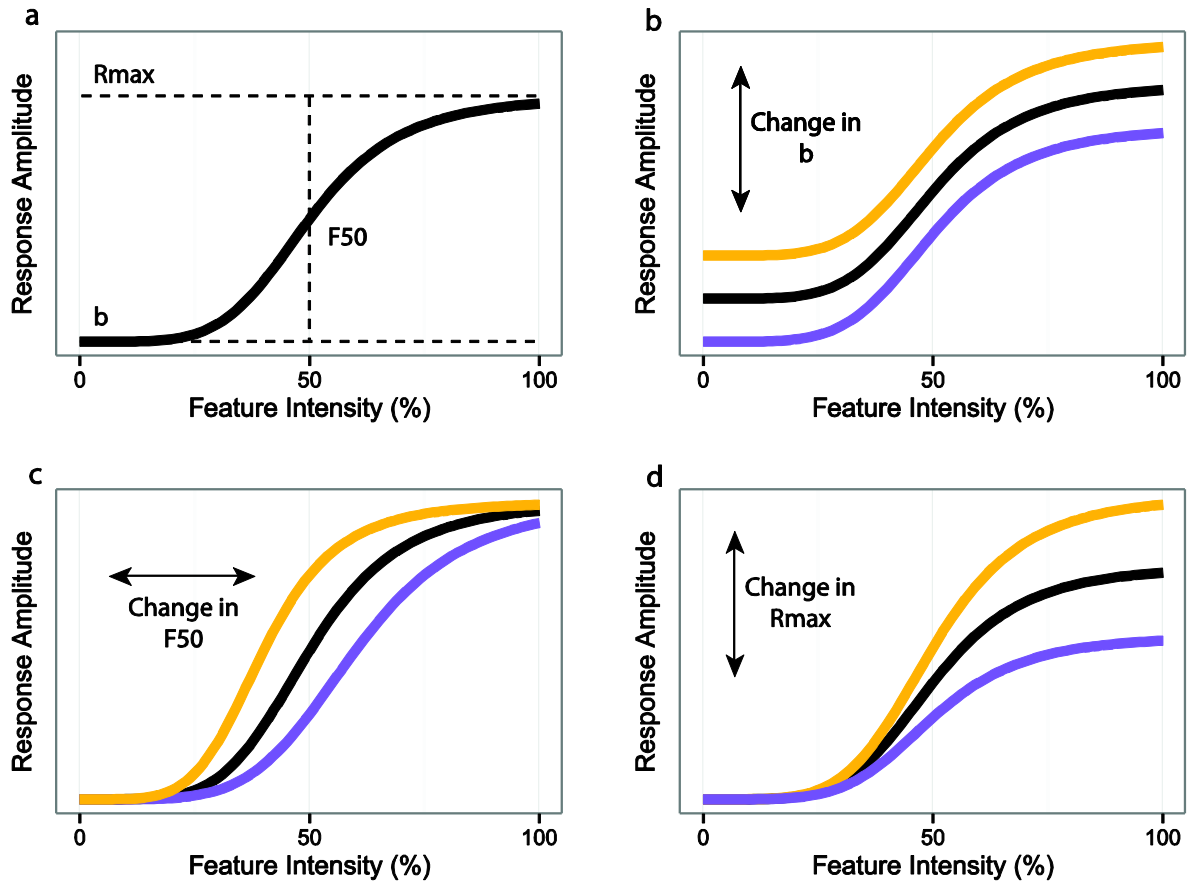 a
Response Amplitude
Rmax
F50
b
0
50
100
Feature Intensity (%)
b
Response Amplitude
Change in
b
0
50
100
Feature Intensity (%)
c
Response Amplitude
Change in
F50
0
50
100
Feature Intensity (%)
d
Response Amplitude
Change in
Rmax
0
50
100
Feature Intensity (%)